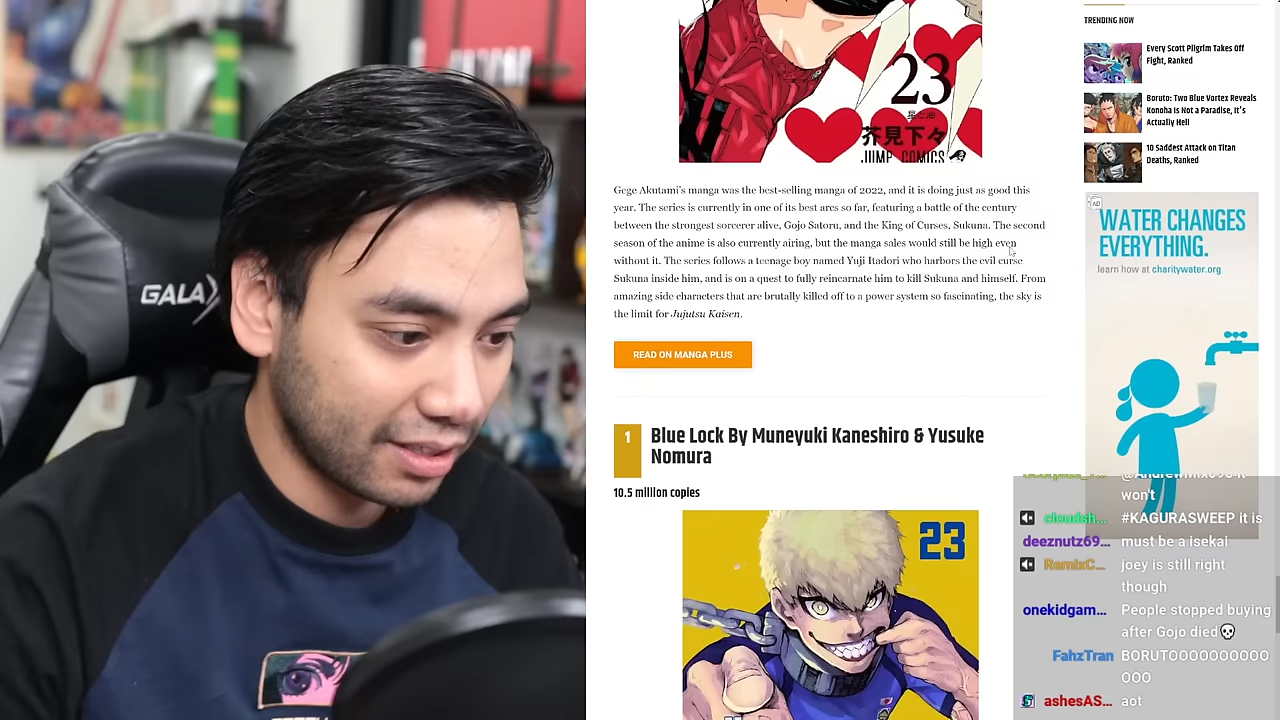 GALAX
23
芥見下々
JUMP COMICS
Gege Akutami's manga was the best-selling manga of 2022, and it is doing just as good this
year. The series is currently in one of its best arcs so far, featuring a battle of the century
between the strongest sorcerer alive, Gojo Satoru, and the King of Curses, Sukuna. The second
season of the anime is also currently airing, but the manga sales would still be high even
without it. The series follows a teenage boy named Yuji Itadori who harbors the evil curse
Sukuna inside him, and is on a quest to fully reincarnate him to kill Sukuna and himself. From
amazing side characters that are brutally killed off to a power system so fascinating, the sky is
the limit for Jujutsu Kaisen.
READ ON MANGA PLUS
1
Blue Lock By Muneyuki Kaneshiro & Yusuke
Nomura
10.5 million copies
23
TRENDING NOW
Every Scott Pilgrim Takes Off
Fight, Ranked
Boruto: Two Blue Vortex Reveals
Konoha Is Not a Paradise, It's
Actually Hell
10 Saddest Attack on Titan
Deaths, Ranked
AD
WATER CHANGES
EVERYTHING.
learn how at charitywater.org
won't
cloudsh... #KAGURASWEEP it is
deeznutz69... must be a isekai
RemixC... joey is still right
though
onekidgam... People stopped buying
after Gojo died💀
FahzTran BORUTOOOOOOOOOO
OOO
ashesAS... aot